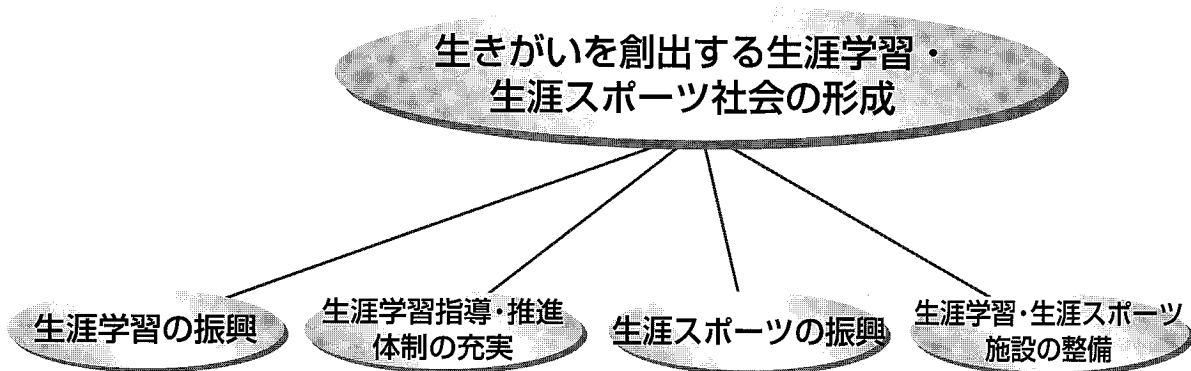 生きがいを創出する生涯学習・
生涯スポーツ社会の形成
生涯学習の振興
生涯学習指導・推進
体制の充実
生涯スポーツの振興
生涯学習・生涯スポーツ
施設の整備